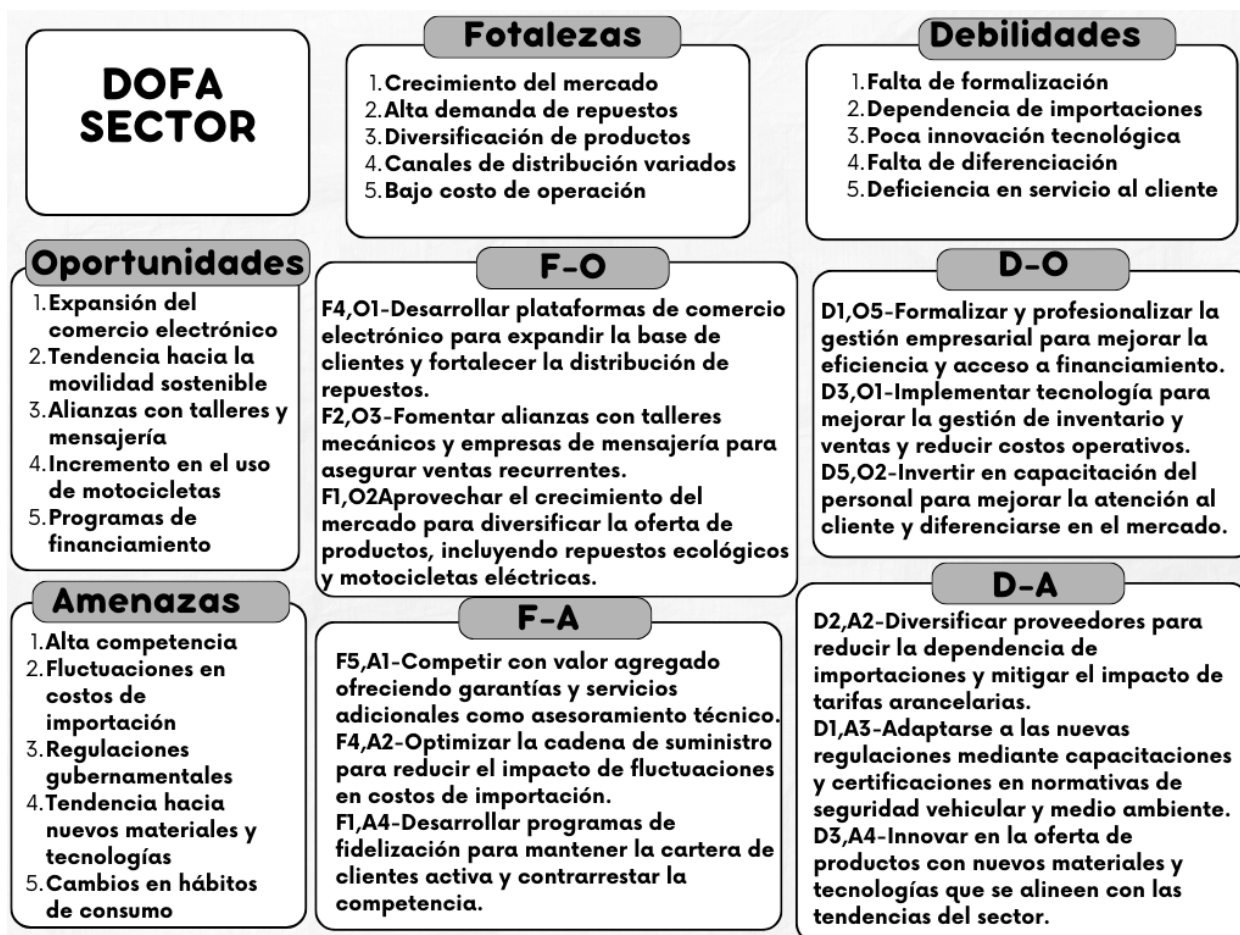 DOFA
SECTOR
Fotalezas
1. Crecimiento del mercado
2. Alta demanda de repuestos
3. Diversificación de productos
4. Canales de distribución variados
5. Bajo costo de operación
Debilidades
1. Falta de formalización
2. Dependencia de importaciones
3. Poca innovación tecnológica
4. Falta de diferenciación
5. Deficiencia en servicio al cliente
Oportunidades
1. Expansión del
comercio electrónico
2. Tendencia hacia la
movilidad sostenible
3. Alianzas con talleres y
mensajería
4. Incremento en el uso
de motocicletas
5. Programas de
financiamiento
F-O
F4,O1-Desarrollar plataformas de comercio
electrónico para expandir la base de
clientes y fortalecer la distribución de
repuestos.
F2,O3-Fomentar alianzas con talleres
mecánicos y empresas de mensajería para
asegurar ventas recurrentes.
F1,O2Aprovechar el crecimiento del
mercado para diversificar la oferta de
productos, incluyendo repuestos ecológicos
y motocicletas eléctricas.
D-O
D1,O5-Formalizar y profesionalizar la
gestión empresarial para mejorar la
eficiencia y acceso a financiamiento.
D3,O1-Implementar tecnología para
mejorar la gestión de inventario y
ventas y reducir costos operativos.
D5,O2-Invertir en capacitación del
personal para mejorar la atención al
cliente y diferenciarse en el mercado.
Amenazas
1. Alta competencia
2. Fluctuaciones en
costos de
importación
3. Regulaciones
gubernamentales
4. Tendencia hacia
nuevos materiales y
tecnologías
5. Cambios en hábitos
de consumo
F-A
F5,A1-Competir con valor agregado
ofreciendo garantías y servicios
adicionales como asesoramiento técnico.
F4,A2-Optimizar la cadena de suministro
para reducir el impacto de fluctuaciones
en costos de importación.
F1,A4-Desarrollar programas de
fidelización para mantener la cartera de
clientes activa y contrarrestar la
competencia.
D-A
D2,A2-Diversificar proveedores para
reducir la dependencia de
importaciones y mitigar el impacto de
tarifas arancelarias.
D1,A3-Adaptarse a las nuevas
regulaciones mediante capacitaciones
y certificaciones en normativas de
seguridad vehicular y medio ambiente.
D3,A4-Innovar en la oferta de
productos con nuevos materiales y
tecnologías que se alineen con las
tendencias del sector.